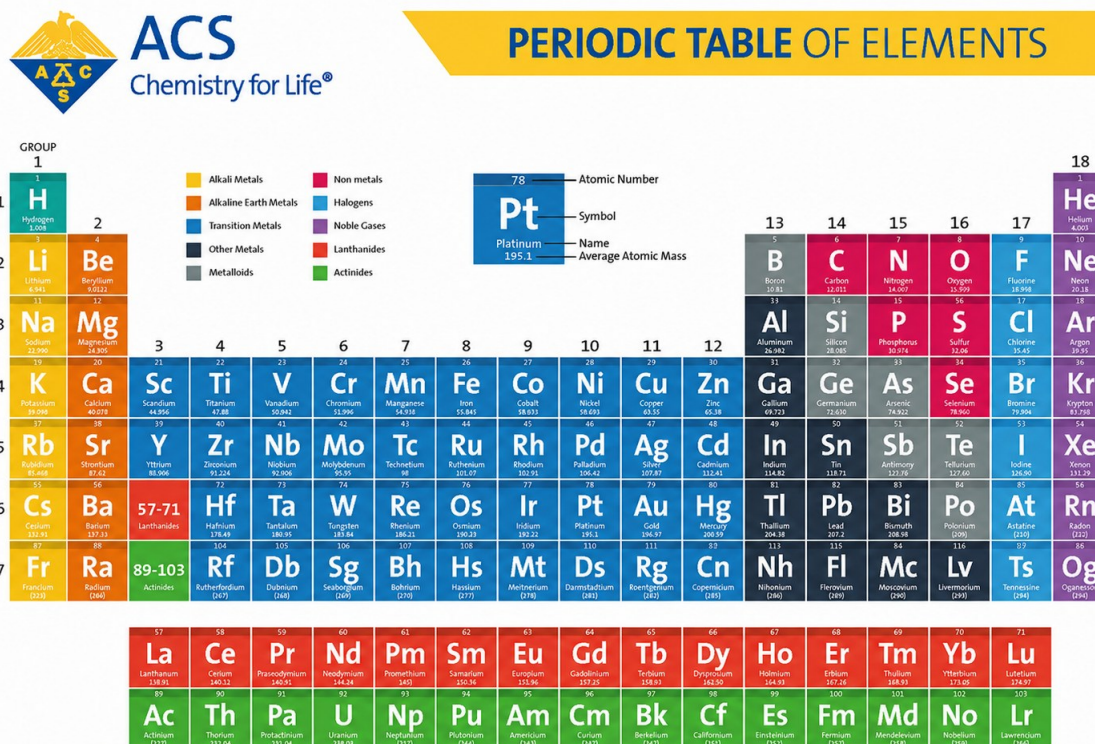 ACS
Chemistry for Life®
A C S
PERIODIC TABLE OF ELEMENTS
GROUP
1 18
1 1
H He
Hydrogen Helium
1.008 4.003
Alkali Metals Non metals
Alkaline Earth Metals Halogens
Transition Metals Noble Gases
Other Metals Lanthanides
Metalloids Actinides
78 Atomic Number
Pt Symbol
Platinum Name
195.1 Average Atomic Mass
2 13 14 15 16 17
3 4 5 6 7 8 9 10
Li Be B C N O F Ne
Lithium Beryllium Boron Carbon Nitrogen Oxygen Fluorine Neon
6.941 9.0121 10.81 12.011 14.007 15.999 18.998 20.18
11 12 33 14 15 56 17 18
Na Mg Al Si P S Cl Ar
Sodium Magnesium Aluminum Silicon Phosphorus Sulfur Chlorine Argon
22.990 24.305 26.982 28.085 30.974 32.06 35.45 39.95
3 4 5 6 7 8 9 10 11 12
19 20 21 22 23 24 25 26 27 28 29 30 31 32 33 34 35 36
K Ca Sc Ti V Cr Mn Fe Co Ni Cu Zn Ga Ge As Se Br Kr
Potassium Calcium Scandium Titanium Vanadium Chromium Manganese Iron Cobalt Nickel Copper Zinc Gallium Germanium Arsenic Selenium Bromine Krypton
39.098 40.078 44.956 47.88 50.942 51.996 54.938 55.845 58.933 58.693 63.55 65.38 69.723 72.630 74.922 78.960 79.904 83.798
37 38 39 40 41 42 43 44 45 46 47 48 49 50 51 52 53 54
Rb Sr Y Zr Nb Mo Tc Ru Rh Pd Ag Cd In Sn Sb Te I Xe
Rubidium Strontium Yttrium Zirconium Niobium Molybdenum Technetium Ruthenium Rhodium Palladium Silver Cadmium Indium Tin Antimony Tellurium Iodine Xenon
85.468 87.62 88.906 91.224 92.906 95.95 98 101.07 102.91 106.42 107.87 112.41 114.82 118.71 121.76 127.60 126.90 131.29
55 56 72 73 74 75 76 77 78 79 80 81 82 83 84 85 56
Cs Ba 57-71 Hf Ta W Re Os Ir Pt Au Hg Tl Pb Bi Po At Rn
Cesium Barium Lanthanides Hafnium Tantalum Tungsten Rhenium Osmium Iridium Platinum Gold Mercury Thallium Lead Bismuth Polonium Astatine Radon
132.91 137.33 178.49 180.95 183.84 186.21 190.23 192.22 195.1 196.97 200.59 204.38 207.2 208.98 (209) (210) (222)
87 88 104 105 106 107 108 109 110 111 113 115 84 116 89 86
Fr Ra 89-103 Rf Db Sg Bh Hs Mt Ds Rg Cn Nh Fl Mc Lv Ts Og
Francium Radium Actinides Rutherfordium Dubnium Seaborgium Bohrium Hassium Meitnerium Darmstadtium Roentgenium Copernicium Nihonium Flerovium Moscovium Livermorium Tennessine
(223) (267) (268) (269) (270) (277) (278) (281) (282) (285) (286) (289) (290) (293) (294) (294)
57 58 59 60 61 62 63 64 65 66 67 68 69 70 71
La Ce Pr Nd Pm Sm Eu Gd Tb Dy Ho Er Tm Yb Lu
Lanthanum Cerium Praseodymium Neodymium Promethium Samarium Europium Gadolinium Terbium Dysprosium Holmium Erbium Thulium Ytterbium Lutetium
138.91 140.12 140.91 144.24 145) 150.36 151.96 157.25 158.93 162.50 164.93 167.26 168.93 173.05 174.97
89 90 91 92 93 94 95 96 97 98 99 100 101 102 103
Ac Th Pa U Np Pu Am Cm Bk Cf Es Fm Md No Lr
Actinium Thorium Protactinium Uranium Neptunium Plutonium Americium Curium Berkelium Californium Einsteinium Fermium Mendelevium Nobelium Lawrencium